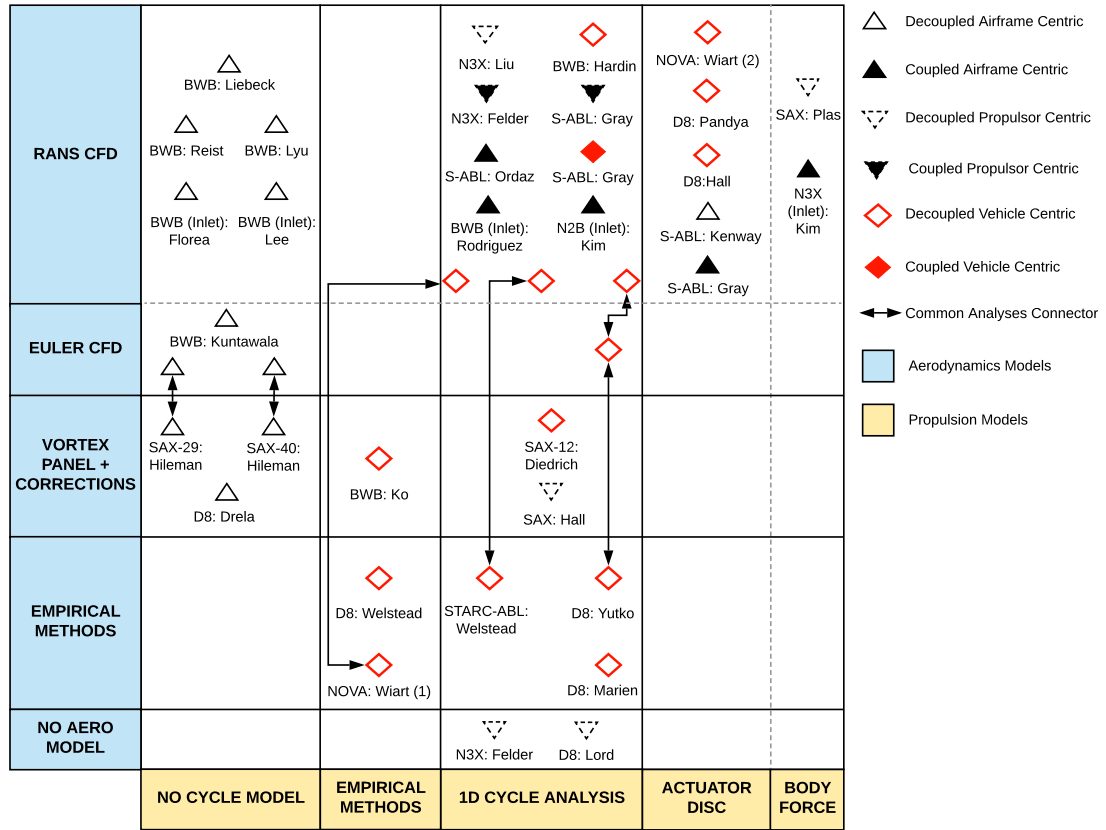 RANS CFD
BWB: Liebeck
BWB: Reist
BWB: Lyu
BWB (Inlet):
Florea
BWB (Inlet):
Lee
N3X: Liu
BWB: Hardin
N3X: Felder
S-ABL: Gray
S-ABL: Ordaz
S-ABL: Gray
BWB (Inlet):
Rodriguez
N2B (Inlet):
Kim
NOVA: Wiart (2)
D8: Pandya
D8:Hall
S-ABL: Kenway
S-ABL: Gray
SAX: Plas
N3X
(Inlet):
Kim
EULER CFD
BWB: Kuntawala
VORTEX
PANEL +
CORRECTIONS
SAX-29:
Hileman
SAX-40:
Hileman
D8: Drela
BWB: Ko
SAX-12:
Diedrich
SAX: Hall
EMPIRICAL
METHODS
D8: Welstead
NOVA: Wiart (1)
STARC-ABL:
Welstead
D8: Yutko
D8: Marien
NO AERO
MODEL
N3X: Felder
D8: Lord
NO CYCLE MODEL
EMPIRICAL
METHODS
1D CYCLE ANALYSIS
ACTUATOR
DISC
BODY
FORCE
Decoupled Airframe Centric
Coupled Airframe Centric
Decoupled Propulsor Centric
Coupled Propulsor Centric
Decoupled Vehicle Centric
Coupled Vehicle Centric
Common Analyses Connector
Aerodynamics Models
Propulsion Models